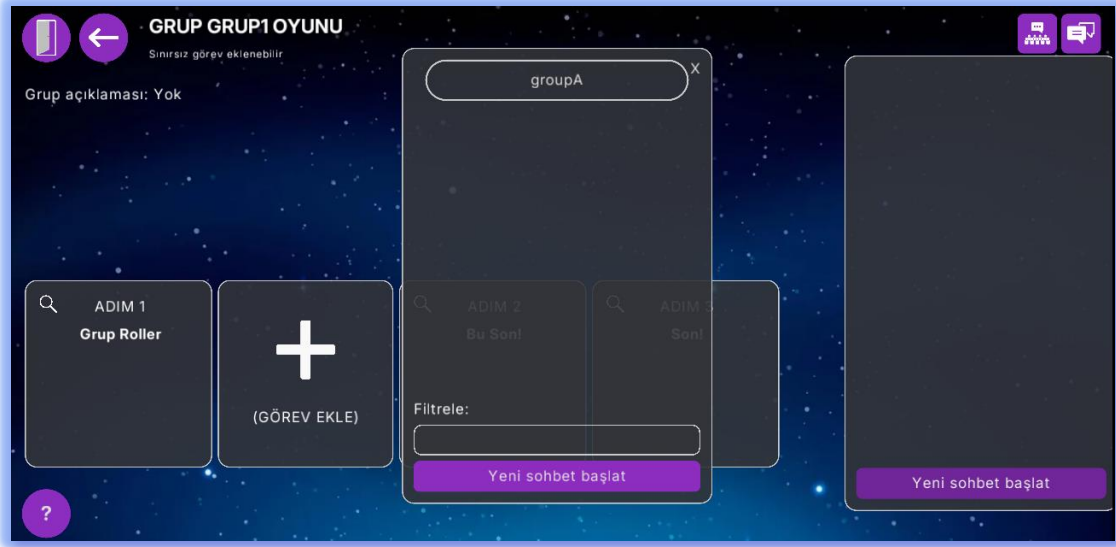 GRUP GRUP1 OYUNU
Sınırsız görev eklenebilir
Grup açıklaması: Yok
groupA
X
ADIM 1
Grup Roller
(GÖREV EKLE)
ADIM 2
Bu Son!
ADIM 3
Son!
Filtrele:
Yeni sohbet başlat
Yeni sohbet başlat
?